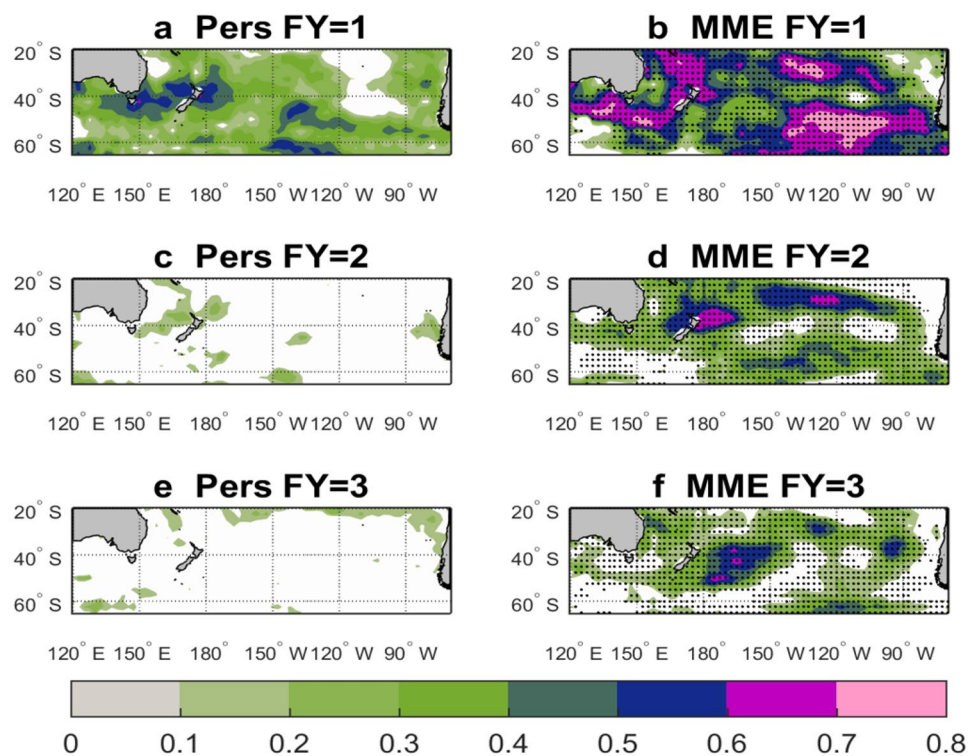 a Pers FY=1
b MME FY=1
20° S
40° S
60° S
120° E 150° E 180° 150° W 120° W 90° W
20° S
40° S
60° S
120° E 150° E 180° 150° W 120° W 90° W
c Pers FY=2
d MME FY=2
20° S
40° S
60° S
120° E 150° E 180° 150° W 120° W 90° W
20° S
40° S
60° S
120° E 150° E 180° 150° W 120° W 90° W
e Pers FY=3
f MME FY=3
20° S
40° S
60° S
120° E 150° E 180° 150° W 120° W 90° W
20° S
40° S
60° S
120° E 150° E 180° 150° W 120° W 90° W
0 0.1 0.2 0.3 0.4 0.5 0.6 0.7 0.8